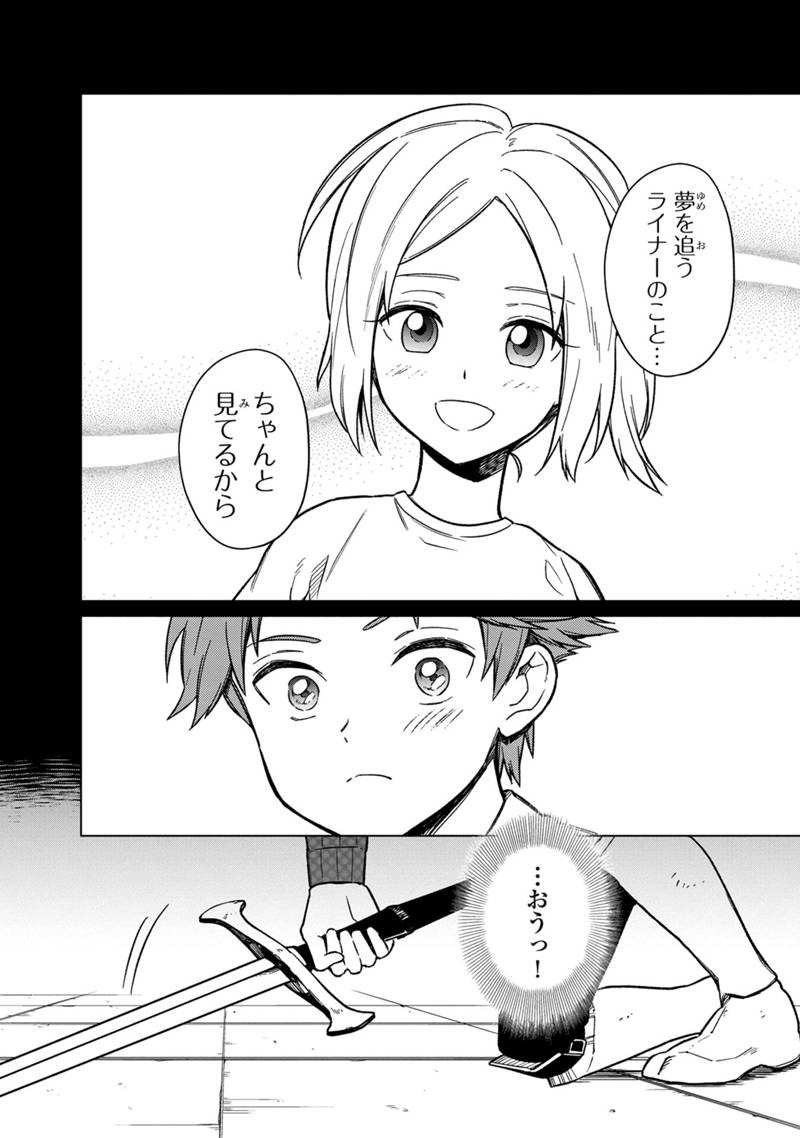 夢を追う
ライナーのこと…
ちゃんと
見てるから
…おうっ！